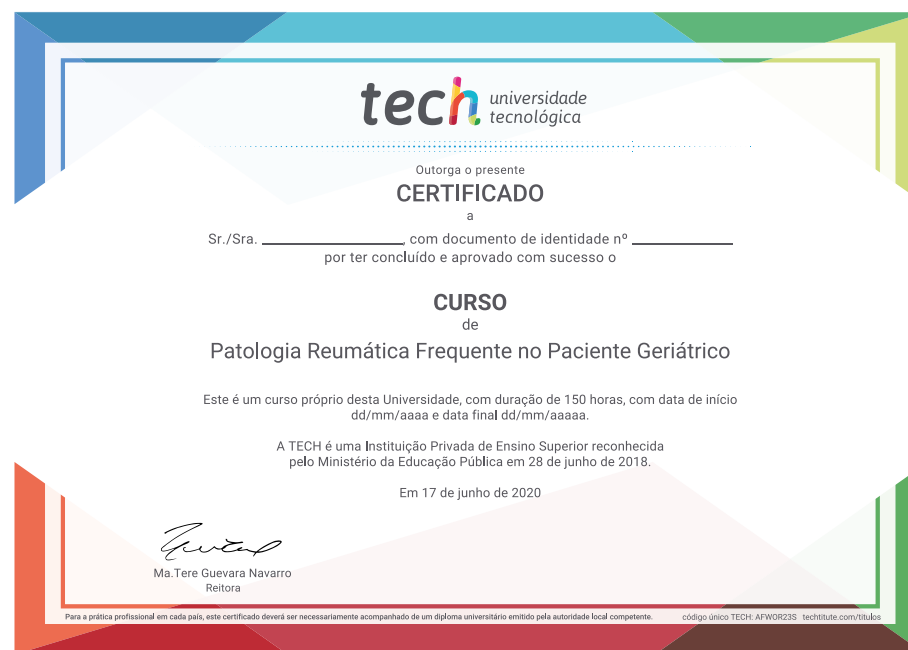 tech universidade
tecnológica
Outorga o presente
CERTIFICADO
a
Sr./Sra. ________________, com documento de identidade nº ____________
por ter concluído e aprovado com sucesso o
CURSO
de
Patologia Reumática Frequente no Paciente Geriátrico
Este é um curso próprio desta Universidade, com duração de 150 horas, com data de início
dd/mm/aaaa e data final dd/mm/aaaaa.
A TECH é uma Instituição Privada de Ensino Superior reconhecida
pelo Ministério da Educação Pública em 28 de junho de 2018.
Em 17 de junho de 2020
Ma.Tere Guevara Navarro
Reitora
Para a prática profissional em cada país, este certificado deverá ser necessariamente acompanhado de um diploma universitário emitido pela autoridade local competente. código único TECH: AFWOR23S techtitute.com/titulos